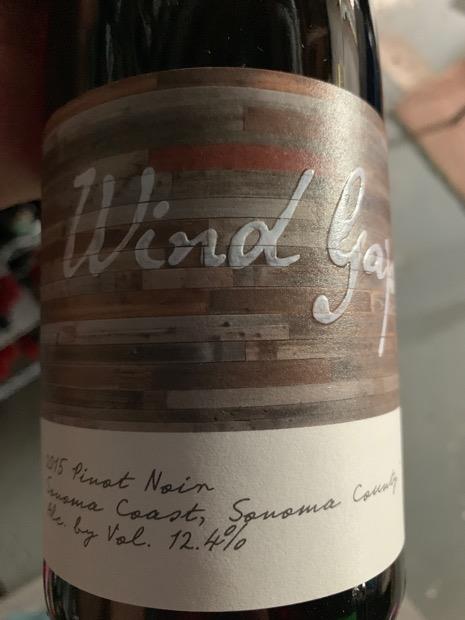 Wind Gap
2015 Pinot Noir
Sonoma Coast, Sonoma County
Alc. by Vol. 12.4%